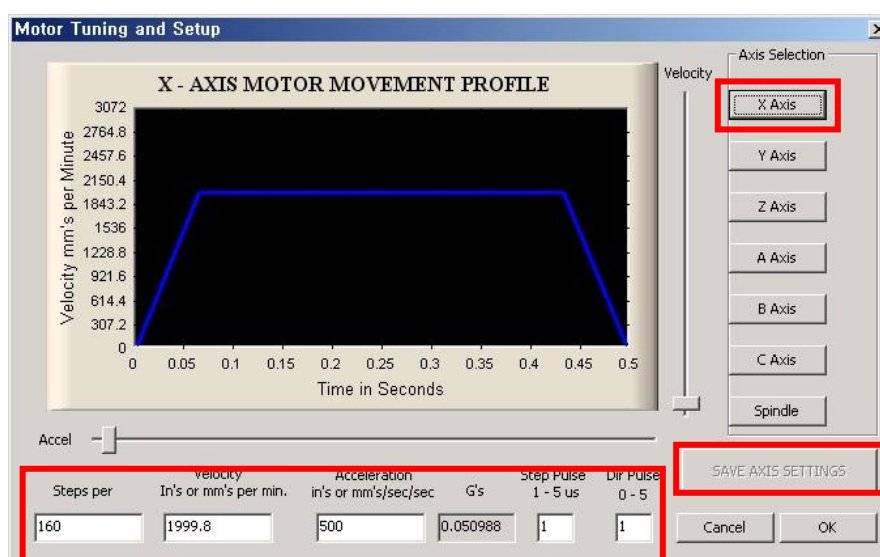 Motor Tuning and Setup
X - AXIS MOTOR MOVEMENT PROFILE
Velocity mm's per Minute
3072
2764.8
2457.6
2150.4
1843.2
1536
1228.8
921.6
614.4
307.2
0
0 0.05 0.1 0.15 0.2 0.25 0.3 0.35 0.4 0.45 0.5
Time in Seconds
Velocity
Axis Selection
X Axis
Y Axis
Z Axis
A Axis
B Axis
C Axis
Spindle
Accel
Steps per
Velocity
In's or mm's per min.
Acceleration
in's or mm's/sec/sec
G's
Step Pulse
1 - 5 us
Dir Pulse
0 - 5
160
1999.8
500
0.050988
1
1
SAVE AXIS SETTINGS
Cancel
OK